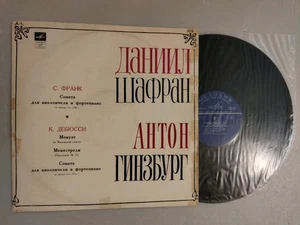 С. ФРАНК
Соната
для виолончели и фортепиано
К. ДЕБЮССИ
Менуэт
Менестрели
Соната
для виолончели и фортепиано
ДАНИИЛ
ШАФРАН
АНТОН
ГИНЗБУРГ